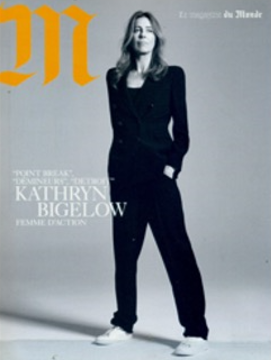 M
Le magazine du Monde
"POINT BREAK",
"DÉMINEURS", "DETROIT"
KATHRYN
BIGELOW
FEMME D'ACTION